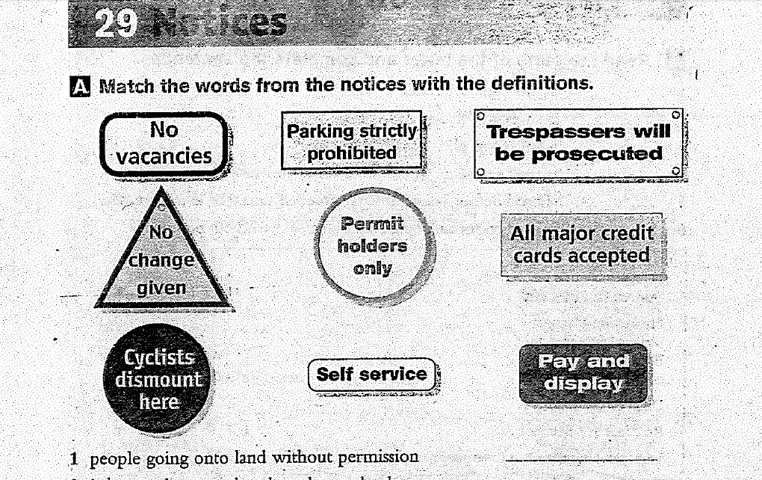 29 Notices
A Match the words from the notices with the definitions.
No
vacancies
Parking strictly
prohibited
Trespassers will
be prosecuted
No
change
given
Permit
holders
only
All major credit
cards accepted
Cyclists
dismount
here
Self service
Pay and
display
1 people going onto land without permission